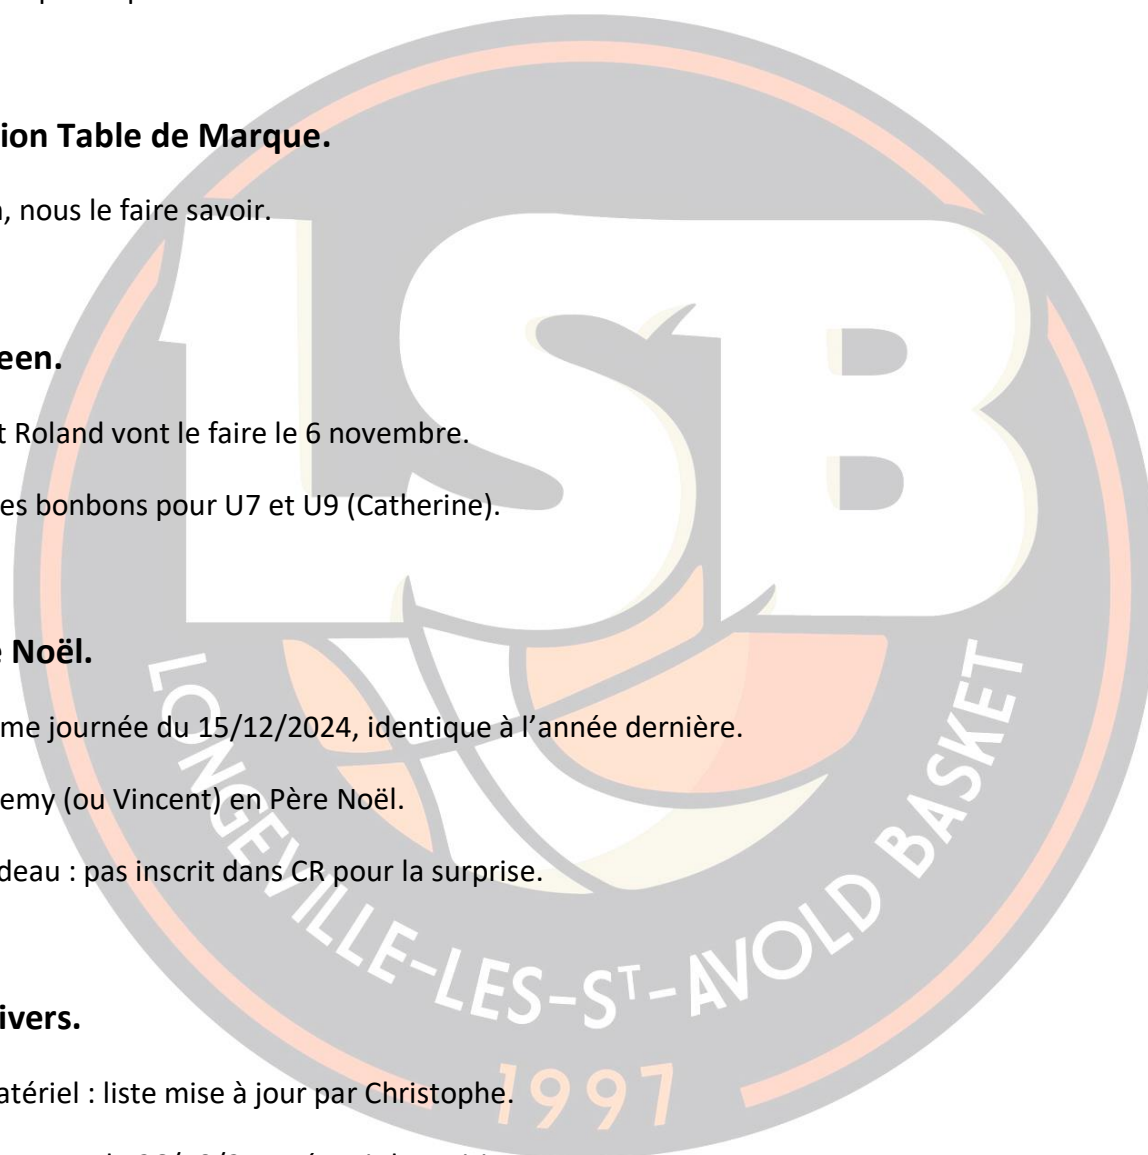 ion Table de Marque.
, nous le faire savoir.
een.
t Roland vont le faire le 6 novembre.
es bonbons pour U7 et U9 (Catherine).
Noël.
me journée du 15/12/2024, identique à l'année dernière.
emy (ou Vincent) en Père Noël.
deau : pas inscrit dans CR pour la surprise.
ivers.
atériel : liste mise à jour par Christophe.
LSB
LONGEVILLE-LES-ST-AVOLD BASKET
1997